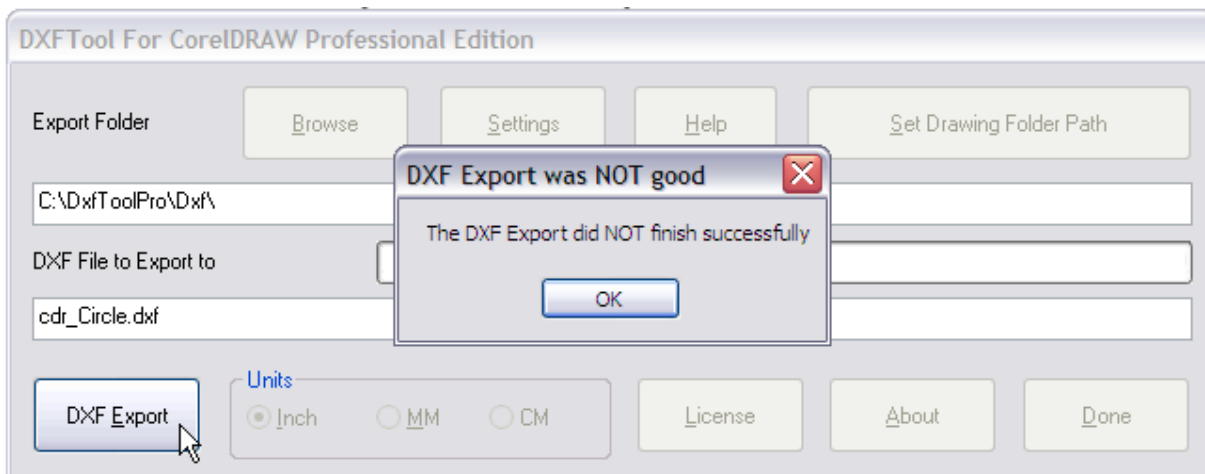 DXFTool For CorelDRAW Professional Edition
Export Folder
Browse
Settings
Help
Set Drawing Folder Path
DXF Export was NOT good
C:\DxfToolPro\Dxf\
The DXF Export did NOT finish successfully
DXF File to Export to
OK
cdr_Circle.dxf
Units
DXF Export
Inch
MM
CM
License
About
Done